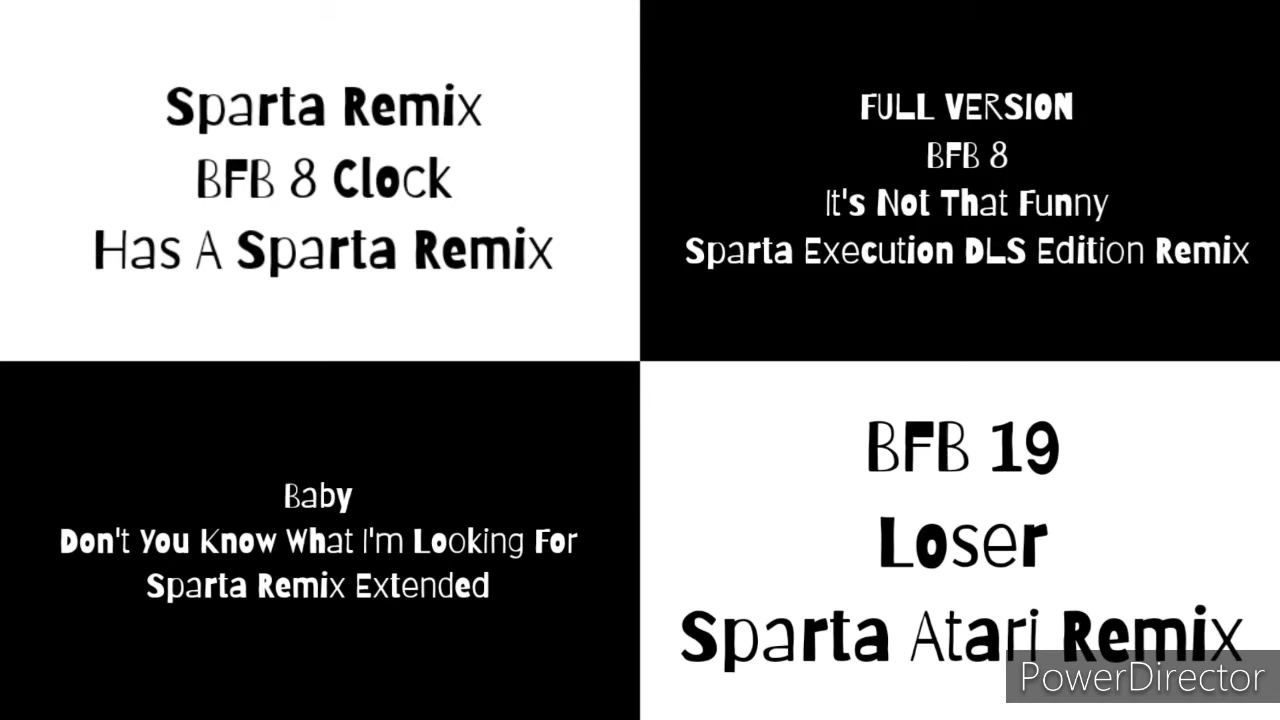 Sparta Remix
BFB 8 Clock
Has A Sparta Remix
FULL VERSION
BFB 8
It's Not That Funny
Sparta Execution DLS Edition Remix
Baby
Don't You Know What I'm Looking For
Sparta Remix Extended
BFB 19
Loser
Sparta Atari Remix
PowerDirector